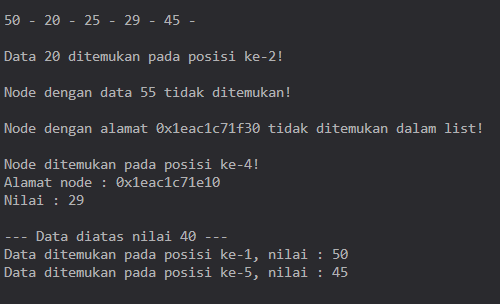 50 - 20 - 25 - 29 - 45 -
Data 20 ditemukan pada posisi ke-2!
Node dengan data 55 tidak ditemukan!
Node dengan alamat 0x1eac1c71f30 tidak ditemukan dalam list!
Node ditemukan pada posisi ke-4!
Alamat node : 0x1eac1c71e10
Nilai : 29
--- Data diatas nilai 40 ---
Data ditemukan pada posisi ke-1, nilai : 50
Data ditemukan pada posisi ke-5, nilai : 45